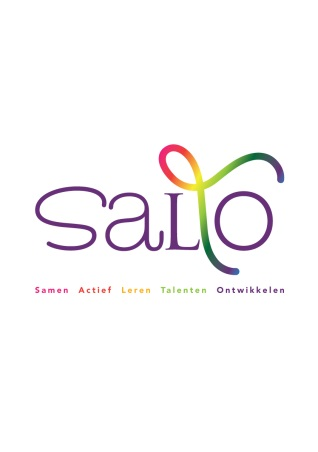 SaLTO
Samen Actief Leren Talenten Ontwikkelen